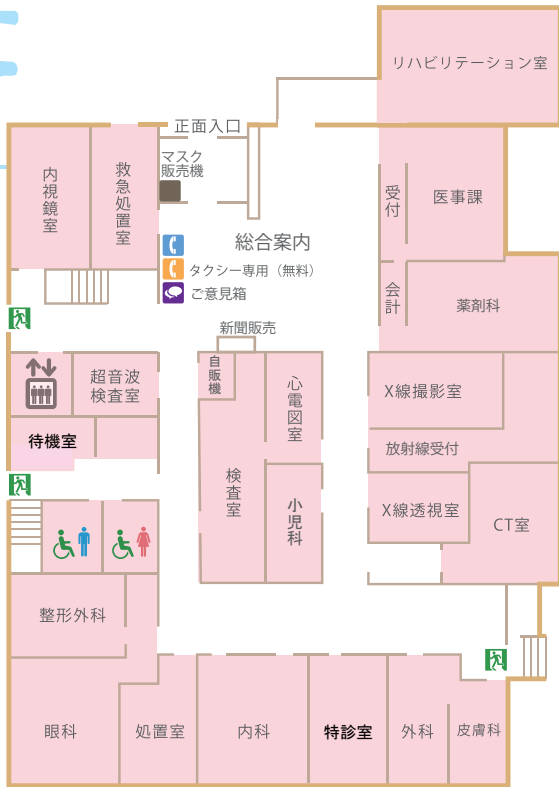 リハビリテーション室
正面入口
マスク
販売機
内視鏡室
救急処置室
受付
医事課
総合案内
タクシー専用（無料）
ご意見箱
会計
薬剤科
新聞販売
自販機
超音波
検査室
心電図室
X線撮影室
待機室
放射線受付
検査室
小児科
X線透視室
CT室
整形外科
眼科
処置室
内科
特診室
外科
皮膚科